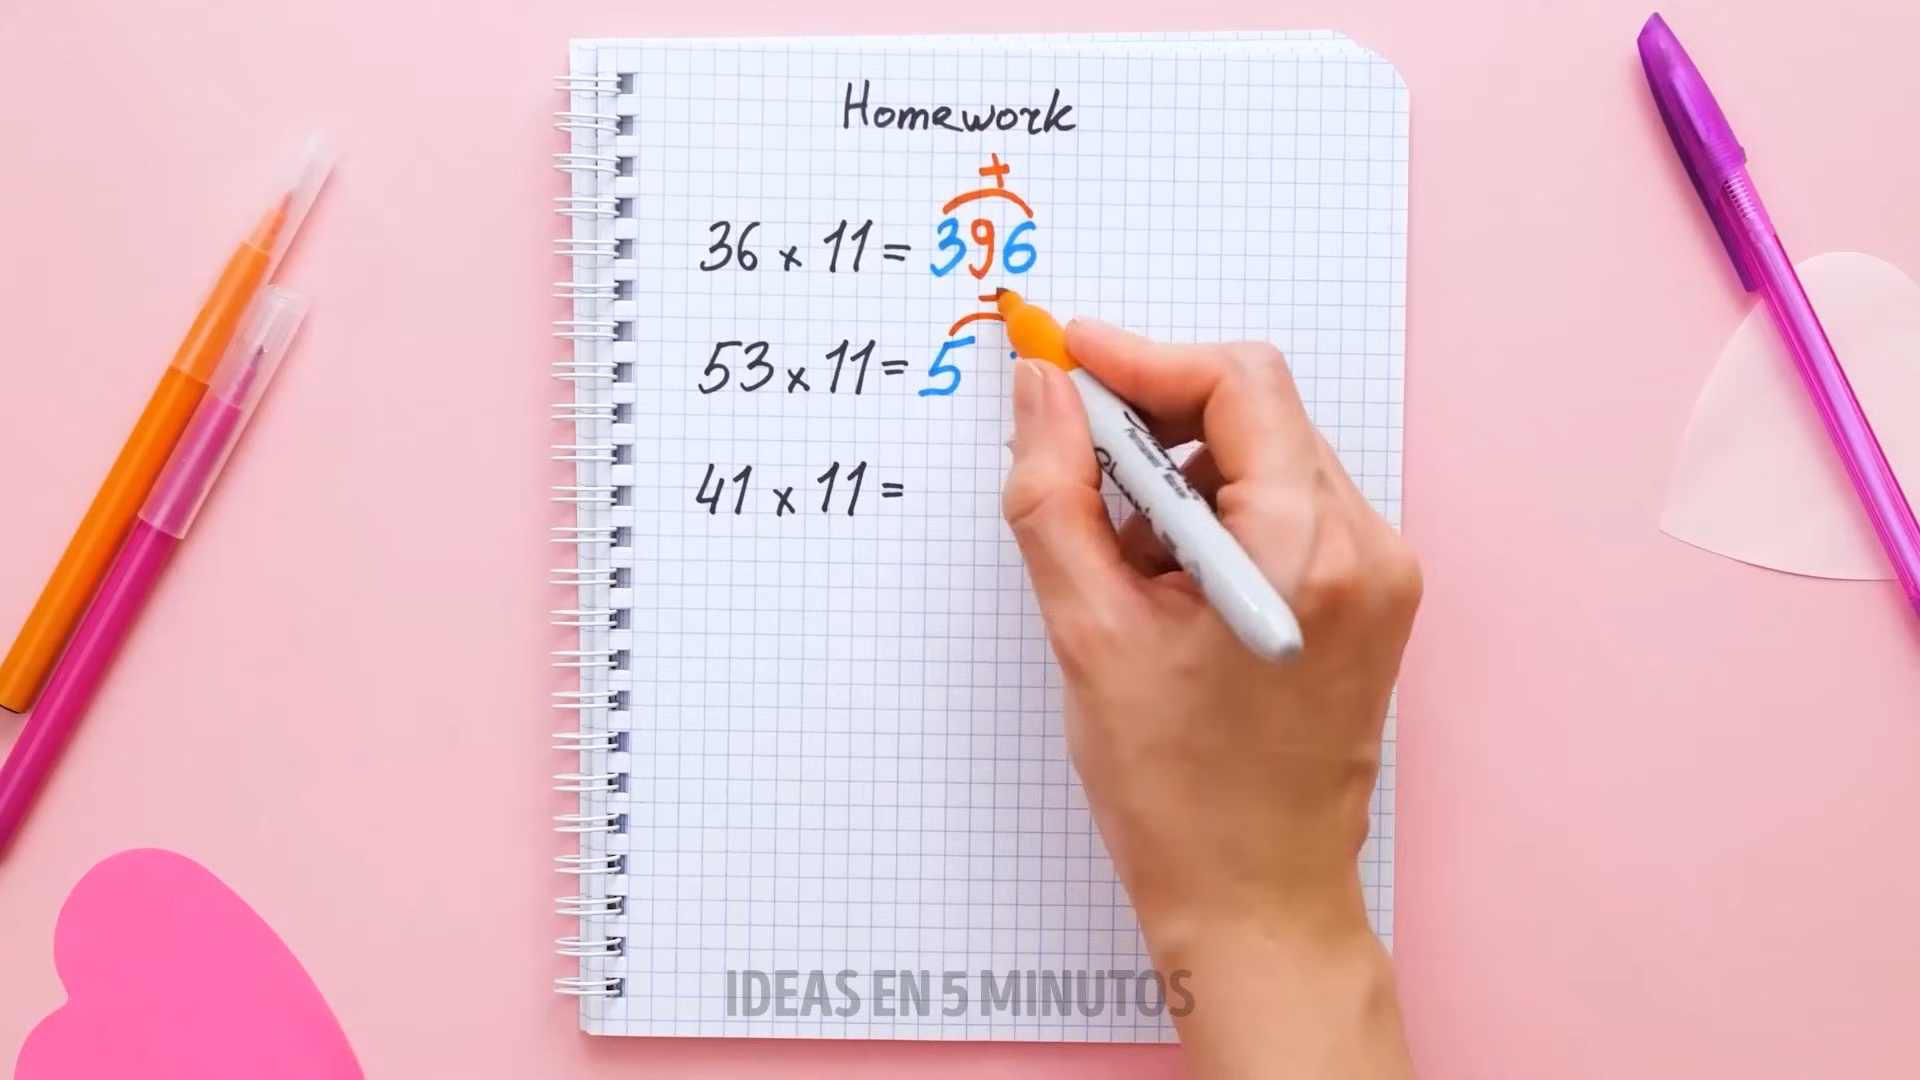 Homework
+
36 x 11 = 396
53 x 11 = 5
41 x 11 =
IDEAS EN 5 MINUTOS